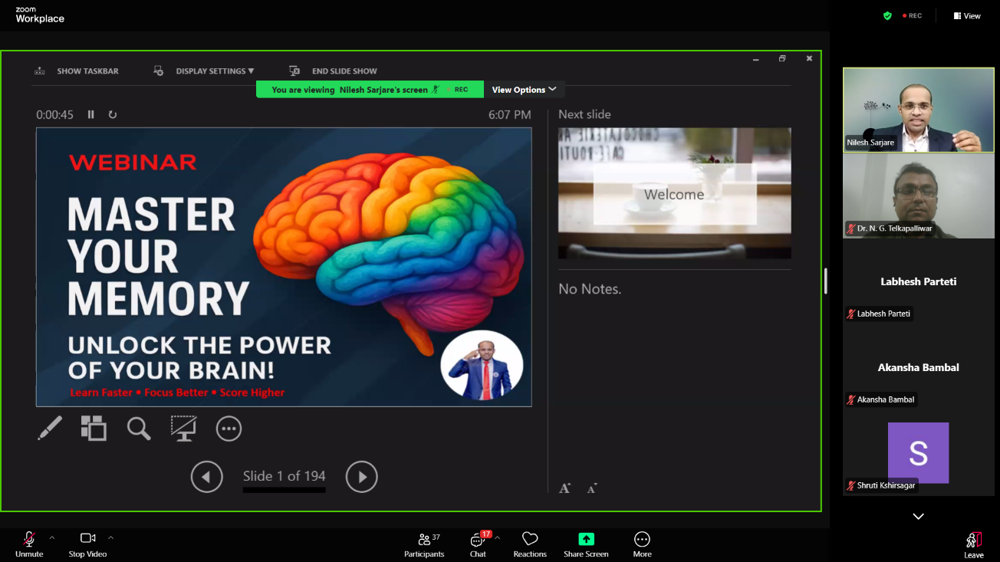 zoom
Workplace
REC
View
SHOW TASKBAR
DISPLAY SETTINGS ▼
END SLIDE SHOW
You are viewing Nilesh Sarjare's screen
REC
View Options
0:00:45
6:07 PM
Next slide
WEBINAR
MASTER
YOUR
MEMORY
UNLOCK THE POWER
OF YOUR BRAIN!
Learn Faster • Focus Better • Score Higher
Welcome
No Notes.
Slide 1 of 194
A
A
Nilesh Sarjare
Dr. N. G. Telkapalliwar
Labhesh Parteti
Labhesh Parteti
Akansha Bambal
Akansha Bambal
S
Shruti Kshirsagar
Unmute
Stop Video
37
Participants
17
Chat
Reactions
Share Screen
More
Leave